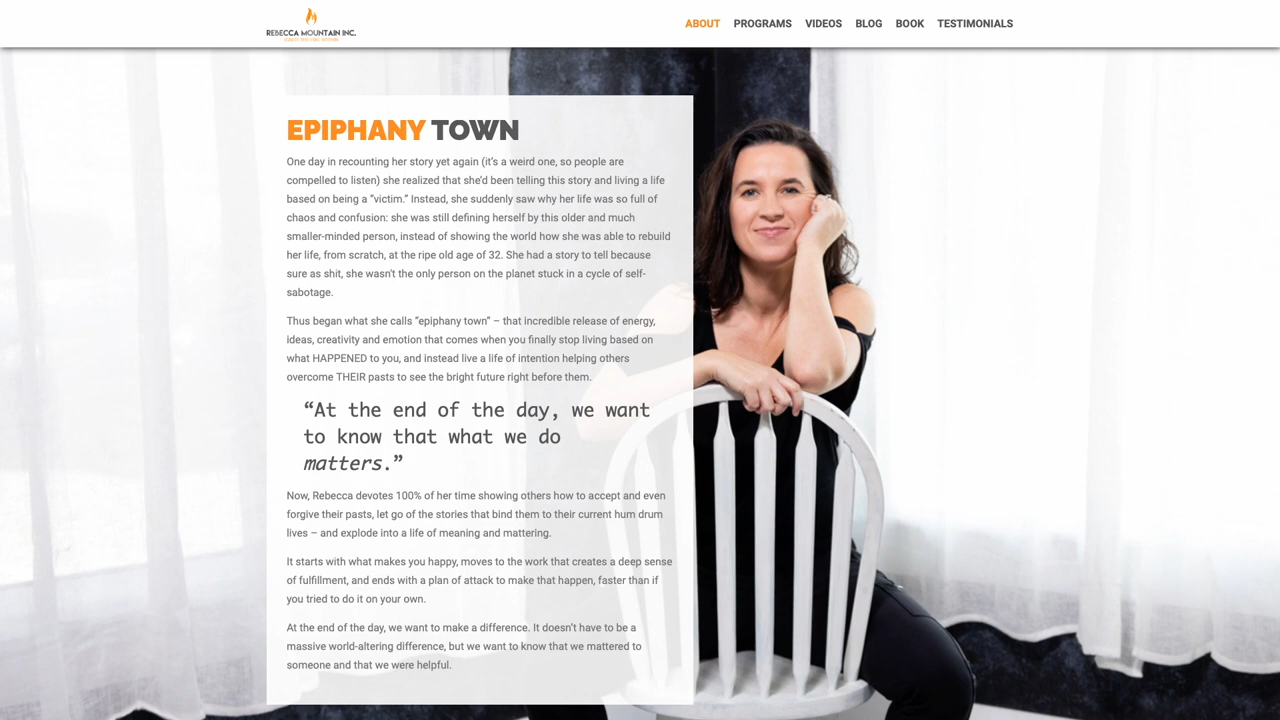 REBECCA MOUNTAIN INC.
ABOUT PROGRAMS VIDEOS BLOG BOOK TESTIMONIALS
EPIPHANY TOWN
One day in recounting her story yet again (it's a weird one, so people are
compelled to listen) she realized that she'd been telling this story and living a life
based on being a "victim." Instead, she suddenly saw why her life was so full of
chaos and confusion: she was still defining herself by this older and much
smaller-minded person, instead of showing the world how she was able to rebuild
her life, from scratch, at the ripe old age of 32. She had a story to tell because
sure as shit, she wasn't the only person on the planet stuck in a cycle of self-
sabotage.
Thus began what she calls "epiphany town" – that incredible release of energy,
ideas, creativity and emotion that comes when you finally stop living based on
what HAPPENED to you, and instead live a life of intention helping others
overcome THEIR pasts to see the bright future right before them.
“At the end of the day, we want
to know that what we do
matters.”
Now, Rebecca devotes 100% of her time showing others how to accept and even
forgive their pasts, let go of the stories that bind them to their current hum drum
lives – and explode into a life of meaning and mattering.
It starts with what makes you happy, moves to the work that creates a deep sense
of fulfillment, and ends with a plan of attack to make that happen, faster than if
you tried to do it on your own.
At the end of the day, we want to make a difference. It doesn't have to be a
massive world-altering difference, but we want to know that we mattered to
someone and that we were helpful.